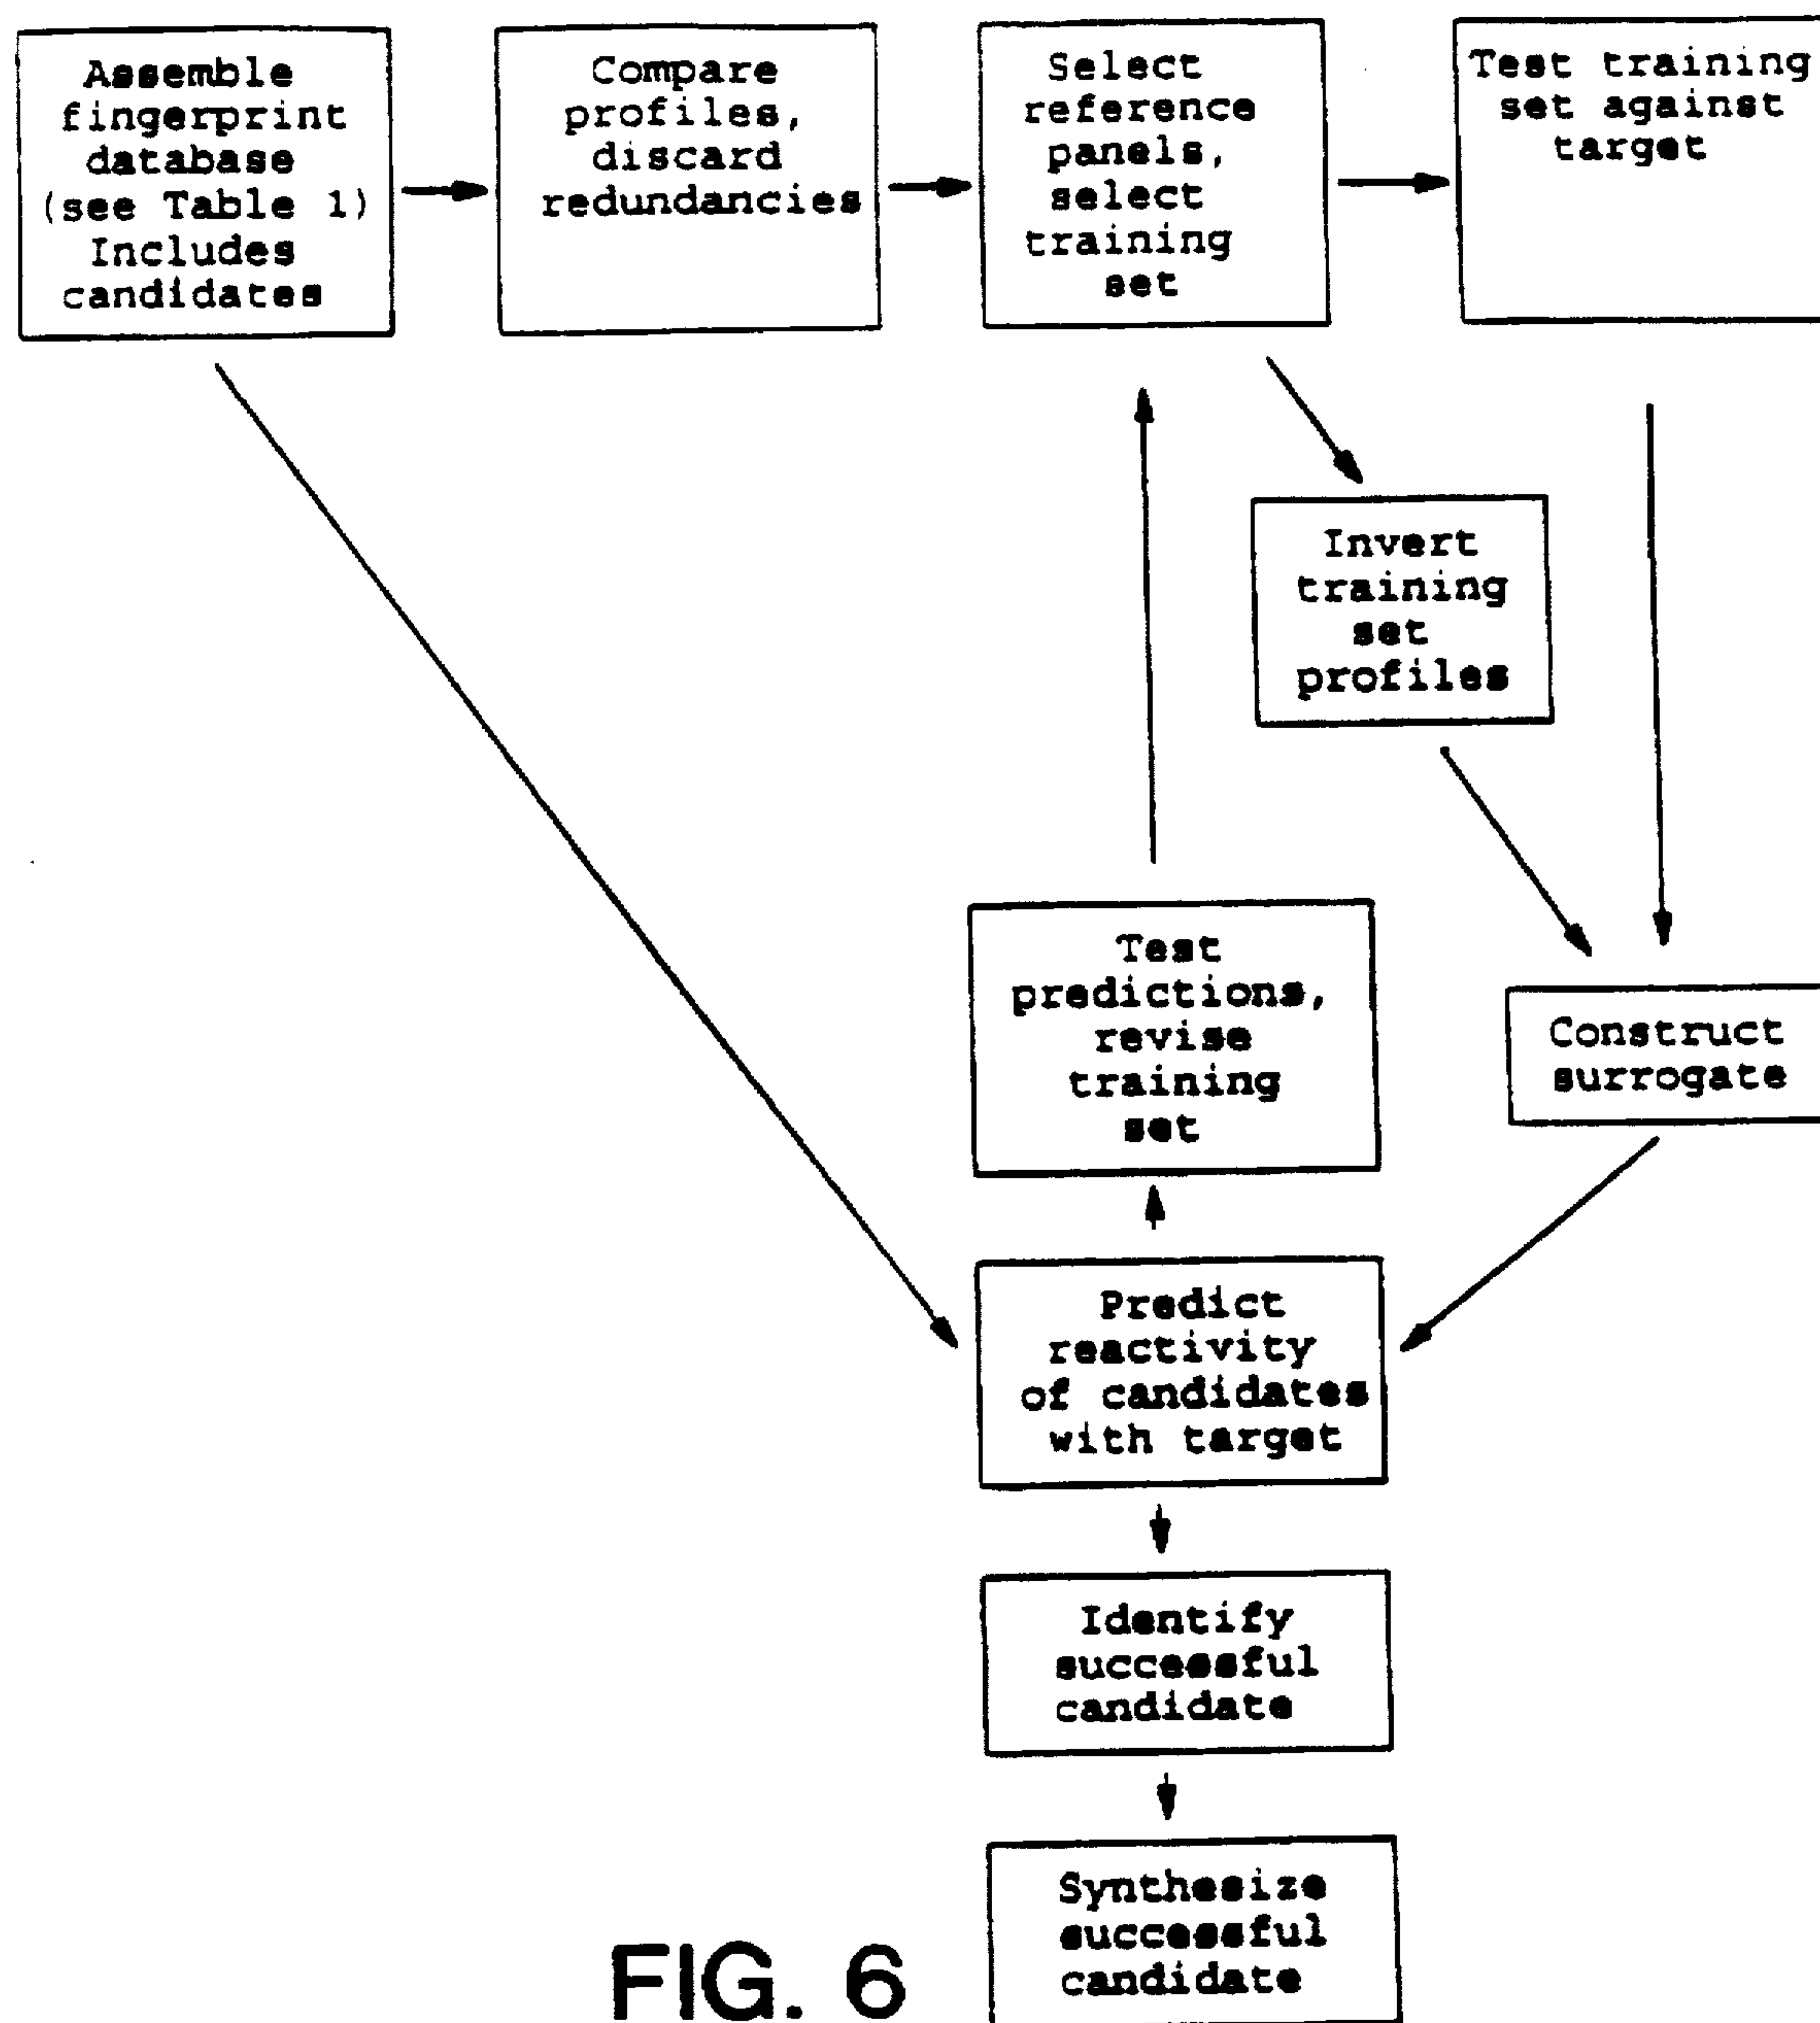 Assemble
fingerprint
database
(see Table 1)
Includes
candidates
Compare
profiles,
discard
redundancies
Select
reference
panels,
select
training
set
Test training
set against
target
Invert
training
set
profiles
Test
predictions,
revise
training
set
Construct
surrogate
Predict
reactivity
of candidates
with target
Identify
successful
candidate
Synthesize
successful
candidate
FIG. 6